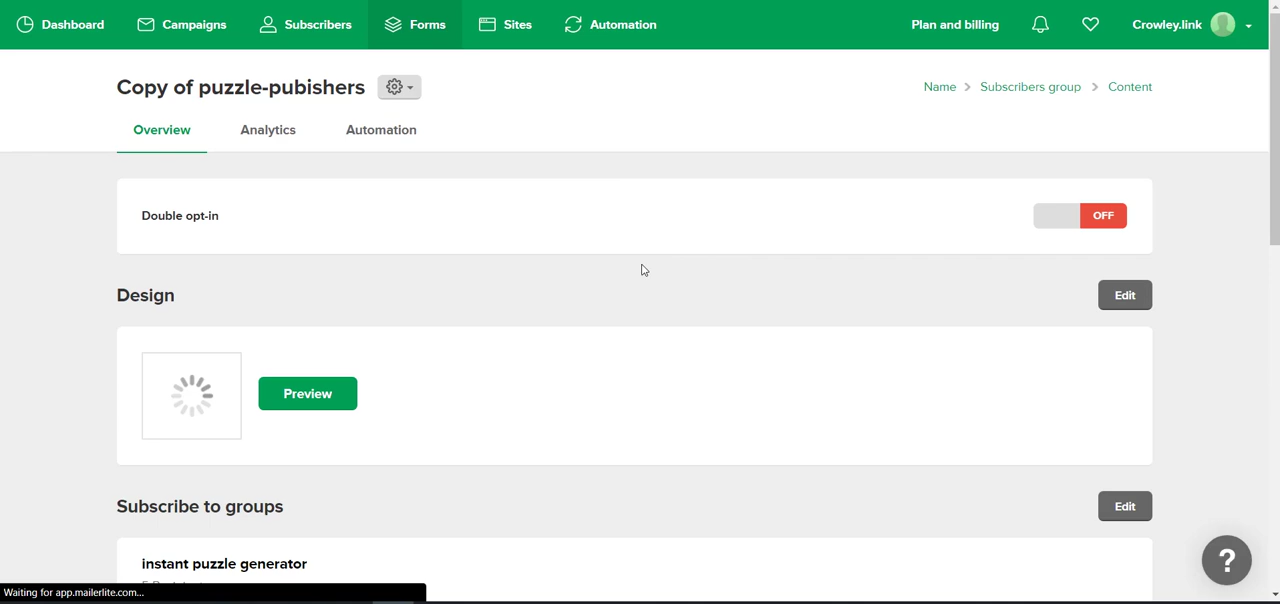 Dashboard Campaigns Subscribers Forms Sites Automation Plan and billing Crowley.link
Copy of puzzle-pubishers
Name > Subscribers group > Content
Overview Analytics Automation
Double opt-in OFF
Design Edit
Preview
Subscribe to groups Edit
instant puzzle generator
?
Waiting for app.mailerlite.com...